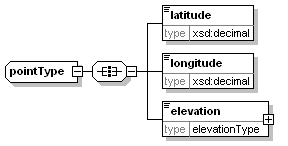 latitude
type xsd:decimal
pointType
longitude
type xsd:decimal
elevation
type elevationType